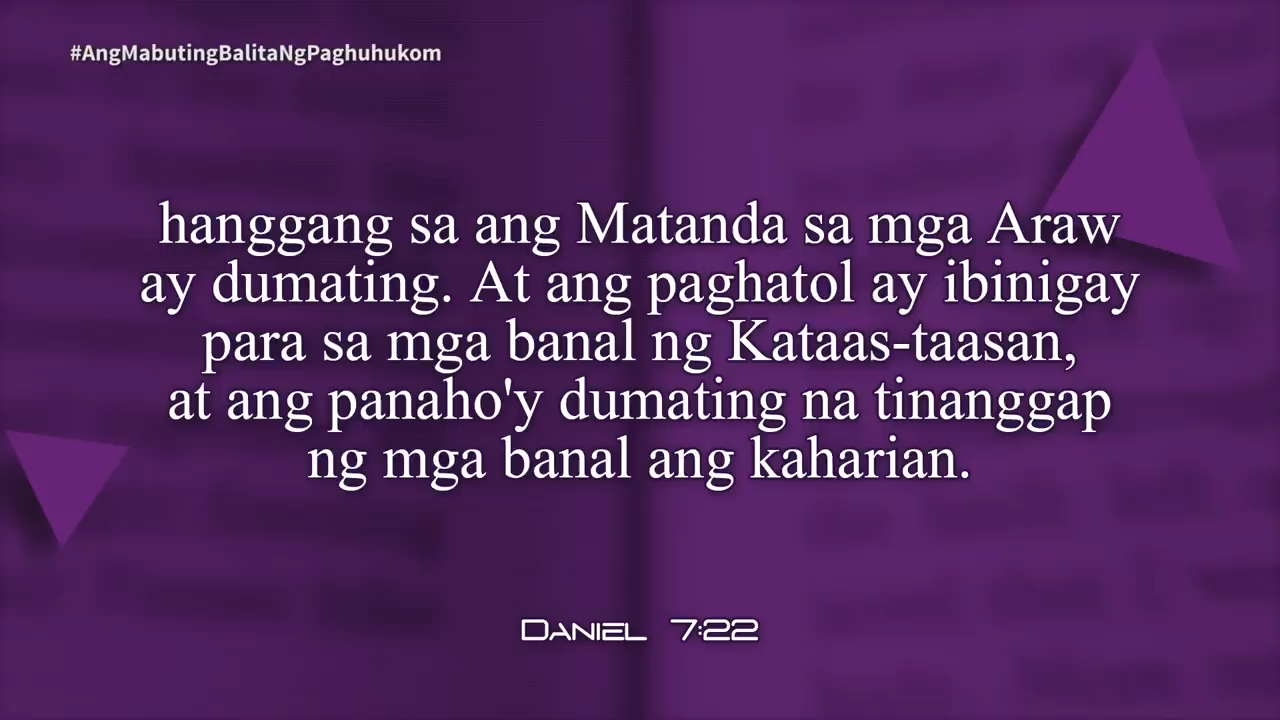 #AngMabutingBalitaNgPaghuhukom
hanggang sa ang Matanda sa mga Araw
ay dumating. At ang paghatol ay ibinigay
para sa mga banal ng Kataas-taasan,
at ang panaho'y dumating na tinanggap
ng mga banal ang kaharian.
Daniel 7:22